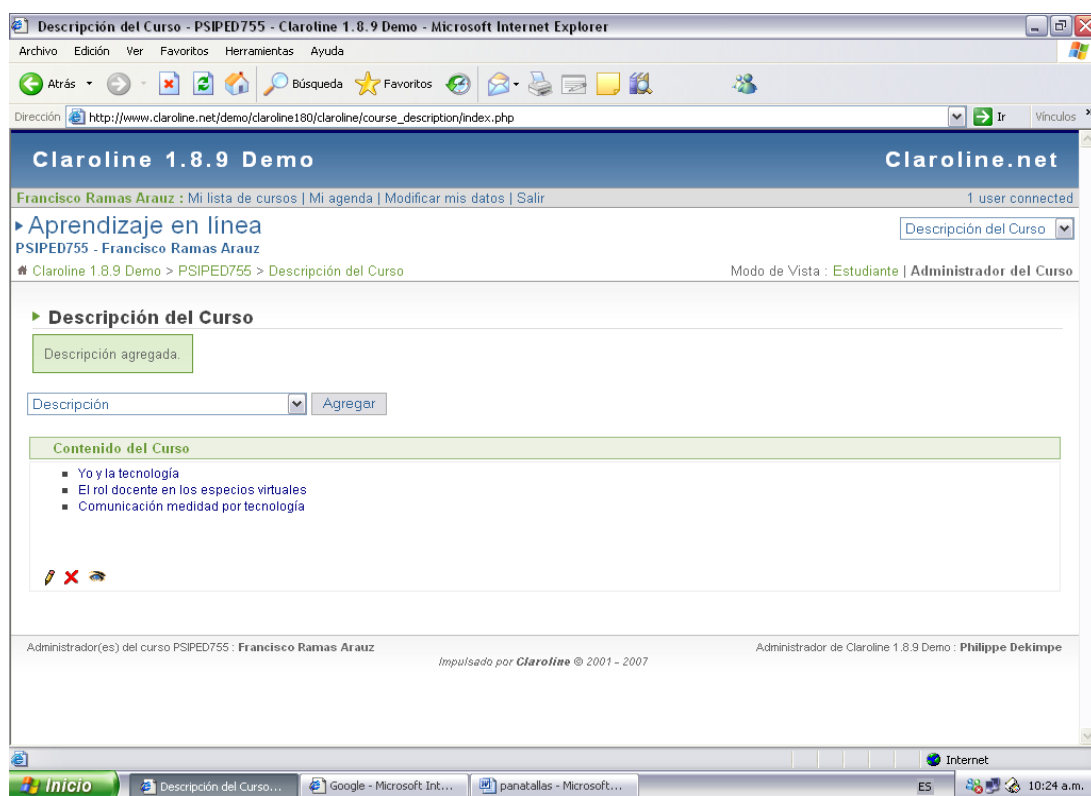 Descripción del Curso - PSIPED755 - Claroline 1.8.9 Demo - Microsoft Internet Explorer
Archivo Edición Ver Favoritos Herramientas Ayuda
Atrás Búsqueda Favoritos
Dirección http://www.claroline.net/demo/claroline180/claroline/course_description/index.php Ir Vínculos »
Claroline 1.8.9 Demo Claroline.net
Francisco Ramas Arauz : Mi lista de cursos | Mi agenda | Modificar mis datos | Salir 1 user connected
Aprendizaje en línea Descripción del Curso
PSIPED755 - Francisco Ramas Arauz
Claroline 1.8.9 Demo > PSIPED755 > Descripción del Curso Modo de Vista : Estudiante | Administrador del Curso
Descripción del Curso
Descripción agregada.
Descripción Agregar
Contenido del Curso
Yo y la tecnología
El rol docente en los especios virtuales
Comunicación medidad por tecnología
Administrador(es) del curso PSIPED755 : Francisco Ramas Arauz Administrador de Claroline 1.8.9 Demo : Philippe Dekimpe
Impulsado por Claroline © 2001 - 2007
Internet
Inicio Descripción del Curso... Google - Microsoft Int... panatallas - Microsoft... ES 10:24 a.m.